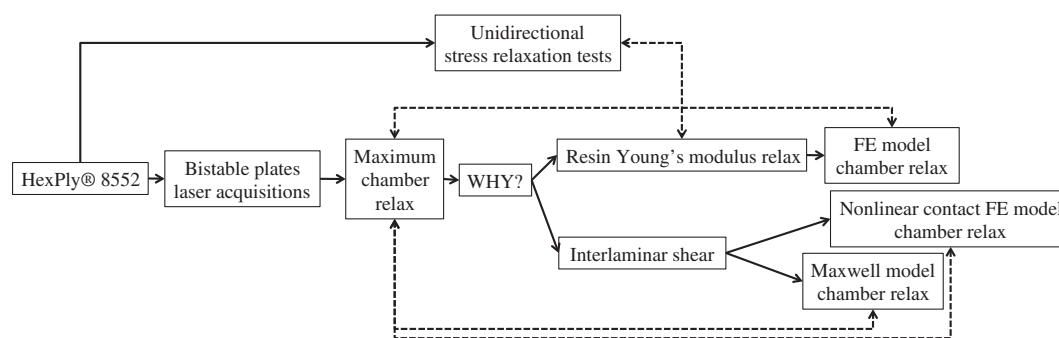 Unidirectional
stress relaxation tests
HexPly® 8552
Bistable plates
laser acquisitions
Maximum
chamber
relax
WHY?
Resin Young's modulus relax
FE model
chamber relax
Interlaminar shear
Nonlinear contact FE model
chamber relax
Maxwell model
chamber relax